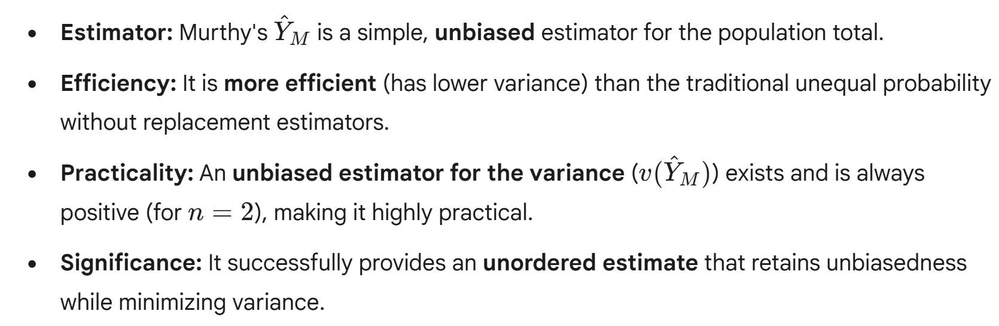 • Estimator: Murthy's $\hat{Y}_M$ is a simple, unbiased estimator for the population total.
• Efficiency: It is more efficient (has lower variance) than the traditional unequal probability
without replacement estimators.
• Practicality: An unbiased estimator for the variance ($v(\hat{Y}_M)$) exists and is always
positive (for $n = 2$), making it highly practical.
• Significance: It successfully provides an unordered estimate that retains unbiasedness
while minimizing variance.